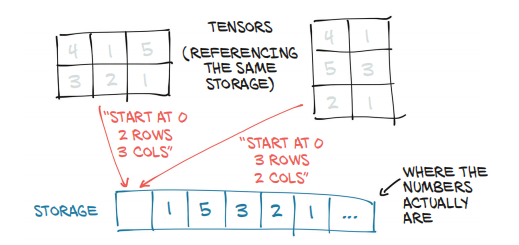 TENSORS
(REFERENCING
THE SAME
STORAGE)
4 1 5
3 2 1
4 1
5 3
2 1
"START AT 0
2 ROWS
3 COLS"
"START AT 0
3 ROWS
2 COLS"
WHERE THE
NUMBERS
ACTUALLY
ARE
STORAGE
1 5 3 2 1 ...